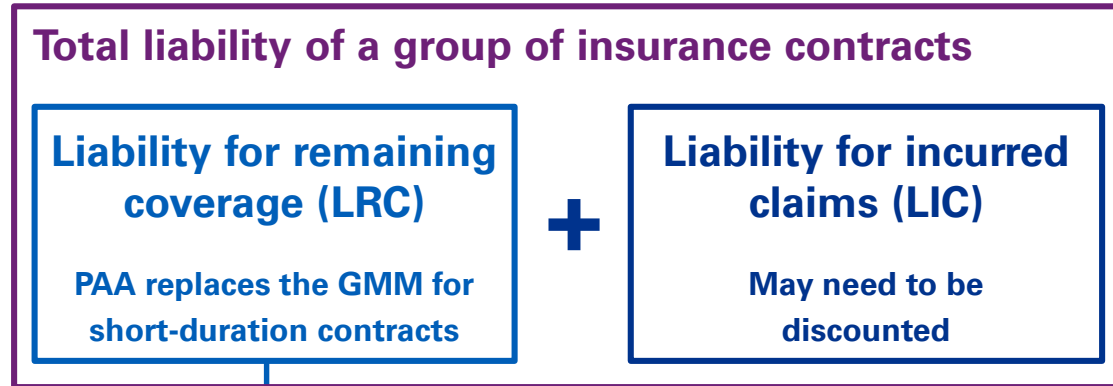 Total liability of a group of insurance contracts
Liability for remaining
coverage (LRC)
PAA replaces the GMM for
short-duration contracts
+
Liability for incurred
claims (LIC)
May need to be
discounted